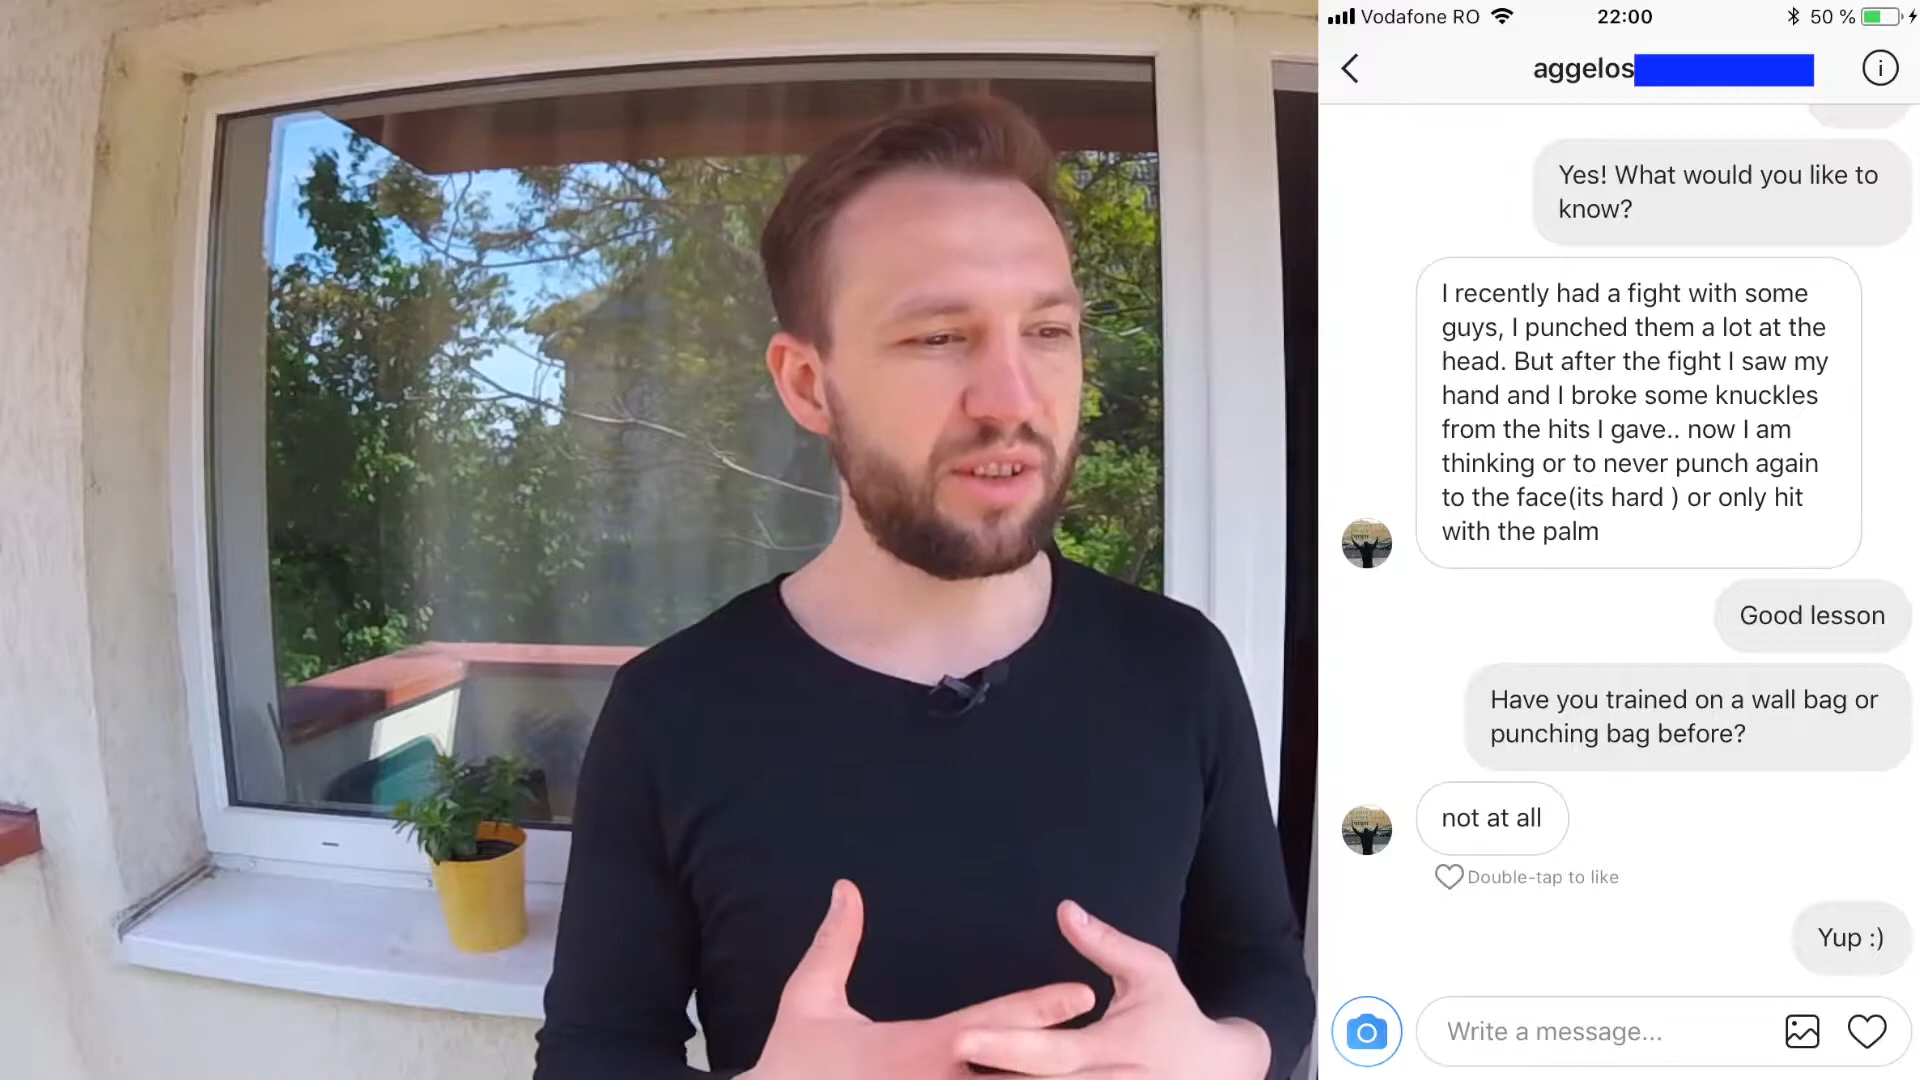 Vodafone RO
22:00
50 %
aggelos
Yes! What would you like to
know?
I recently had a fight with some
guys, I punched them a lot at the
head. But after the fight I saw my
hand and I broke some knuckles
from the hits I gave.. now I am
thinking or to never punch again
to the face(its hard ) or only hit
with the palm
Good lesson
Have you trained on a wall bag or
punching bag before?
not at all
Double-tap to like
Yup :)
Write a message...